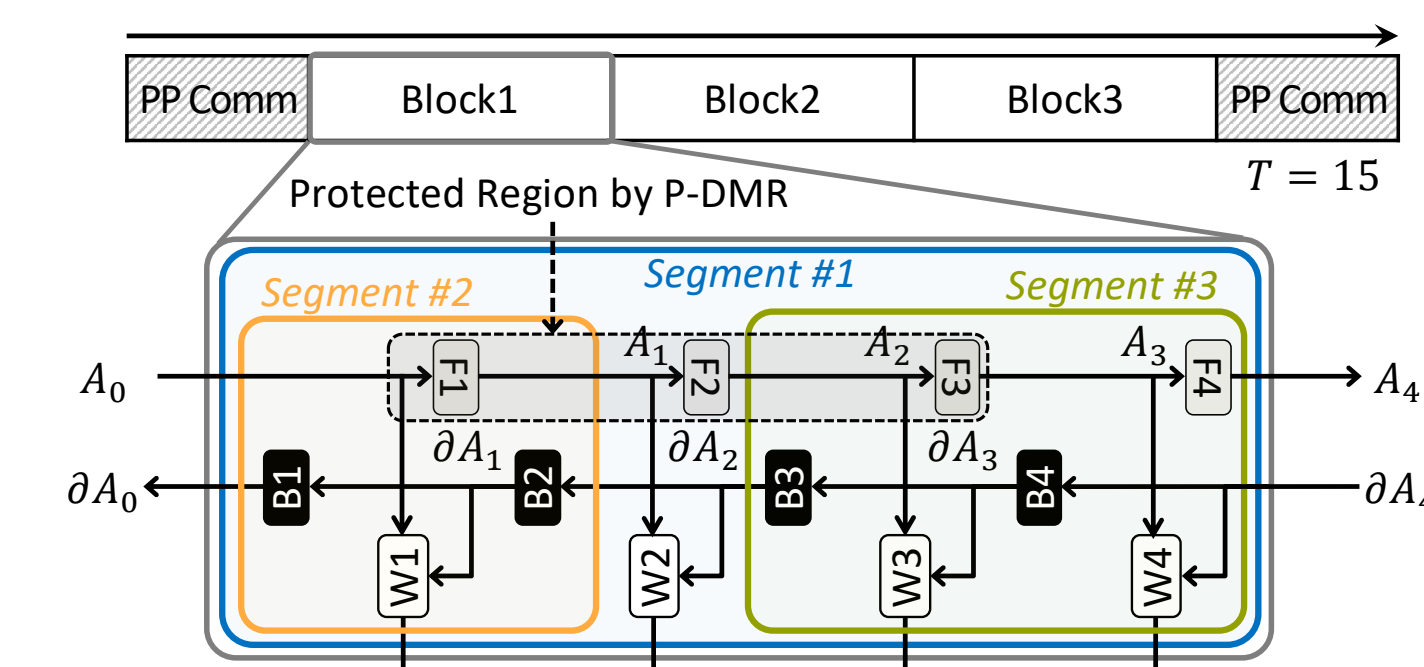 PP Comm Block1 Block2 Block3 PP Comm
T = 15
Protected Region by P-DMR
Segment #2 Segment #1 Segment #3
A₀ F1 A₁ F2 A₂ F3 A₃ F4 A₄
∂A₁ ∂A₂ ∂A₃
∂A₀ B1 B2 B3 B4 ∂A
W1 W2 W3 W4